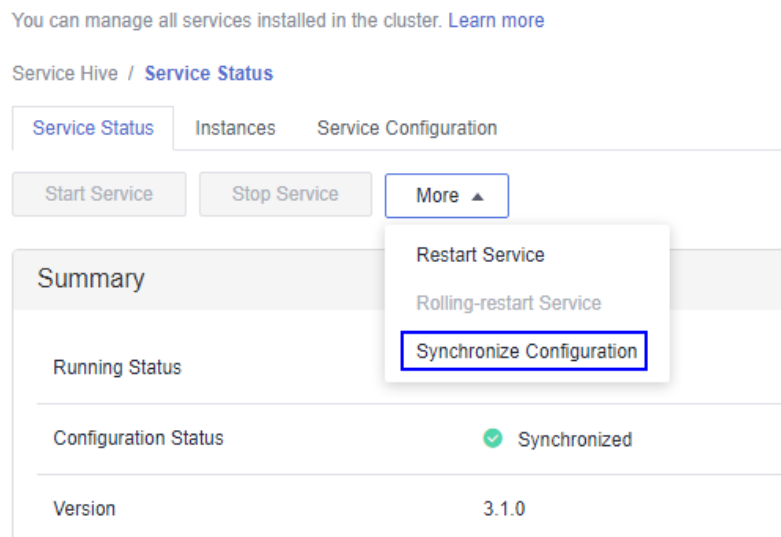 You can manage all services installed in the cluster. Learn more
Service Hive / Service Status
Service Status Instances Service Configuration
Start Service Stop Service More
Restart Service
Rolling-restart Service
Synchronize Configuration
Summary
Running Status
Configuration Status Synchronized
Version 3.1.0